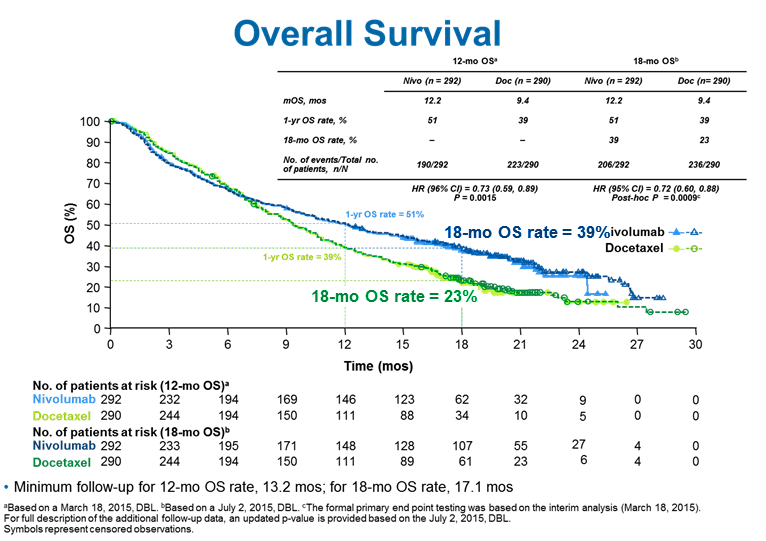 Overall Survival
12-mo OSᵃ 18-mo OSᵇ
Nivo (n = 292) Doc (n = 290) Nivo (n = 292) Doc (n= 290)
mOS, mos 12.2 9.4 12.2 9.4
1-yr OS rate, % 51 39 51 39
18-mo OS rate, % – – 39 23
No. of events/Total no. of patients, n/N 190/292 223/290 206/292 236/290
HR (96% CI) = 0.73 (0.59, 0.89) HR (95% CI) = 0.72 (0.60, 0.88)
P = 0.0015 Post-hoc P = 0.0009ᶜ
OS (%)
100
90
80
70
60
50
40
30
20
10
0
1-yr OS rate = 51%
18-mo OS rate = 39% ivolumab
Docetaxel
1-yr OS rate = 39%
18-mo OS rate = 23%
0 3 6 9 12 15 18 21 24 27 30
Time (mos)
No. of patients at risk (12-mo OS)ᵃ
Nivolumab 292 232 194 169 146 123 62 32 9 0 0
Docetaxel 290 244 194 150 111 88 34 10 5 0 0
No. of patients at risk (18-mo OS)ᵇ
Nivolumab 292 233 195 171 148 128 107 55 27 4 0
Docetaxel 290 244 194 150 111 89 61 23 6 4 0
• Minimum follow-up for 12-mo OS rate, 13.2 mos; for 18-mo OS rate, 17.1 mos
ᵃBased on a March 18, 2015, DBL. ᵇBased on a July 2, 2015, DBL. ᶜThe formal primary end point testing was based on the interim analysis (March 18, 2015).
For full description of the additional follow-up data, an updated p-value is provided based on the July 2, 2015, DBL.
Symbols represent censored observations.